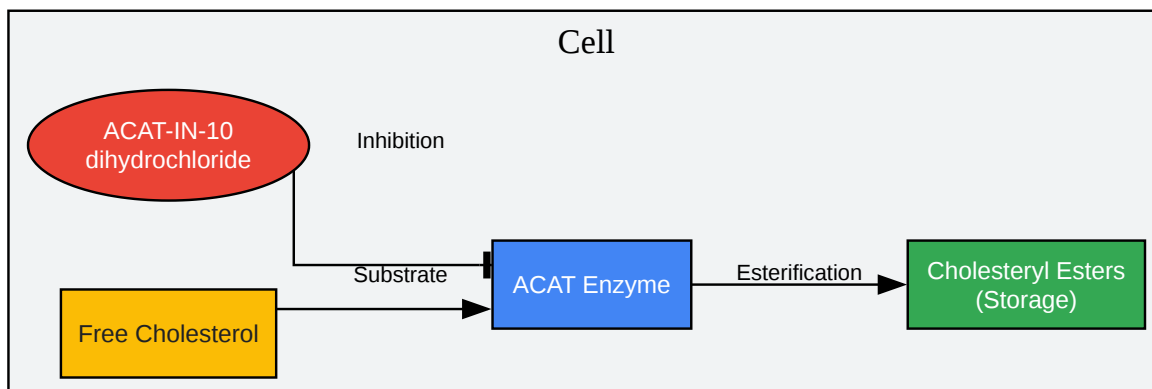 Cell
ACAT-IN-10
dihydrochloride
Inhibition
Substrate
Free Cholesterol
ACAT Enzyme
Esterification
Cholesteryl Esters
(Storage)